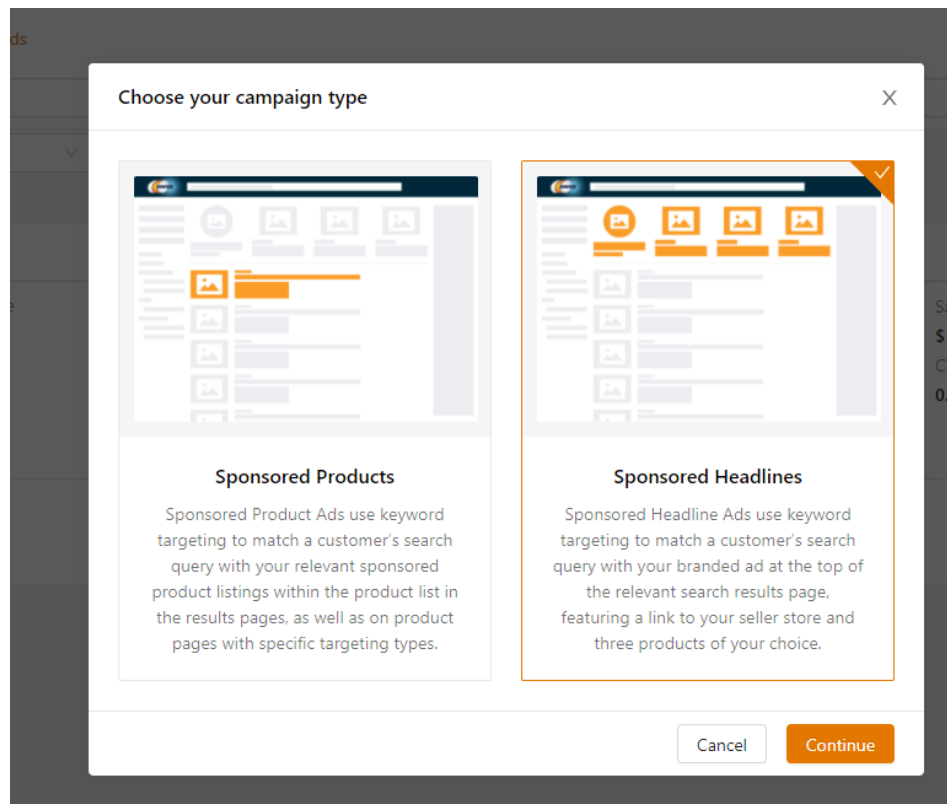 ds
Choose your campaign type
Sponsored Products
Sponsored Product Ads use keyword
targeting to match a customer's search
query with your relevant sponsored
product listings within the product list in
the results pages, as well as on product
pages with specific targeting types.
Sponsored Headlines
Sponsored Headline Ads use keyword
targeting to match a customer's search
query with your branded ad at the top of
the relevant search results page,
featuring a link to your seller store and
three products of your choice.
e
Sa
$
C
0.
Cancel
Continue